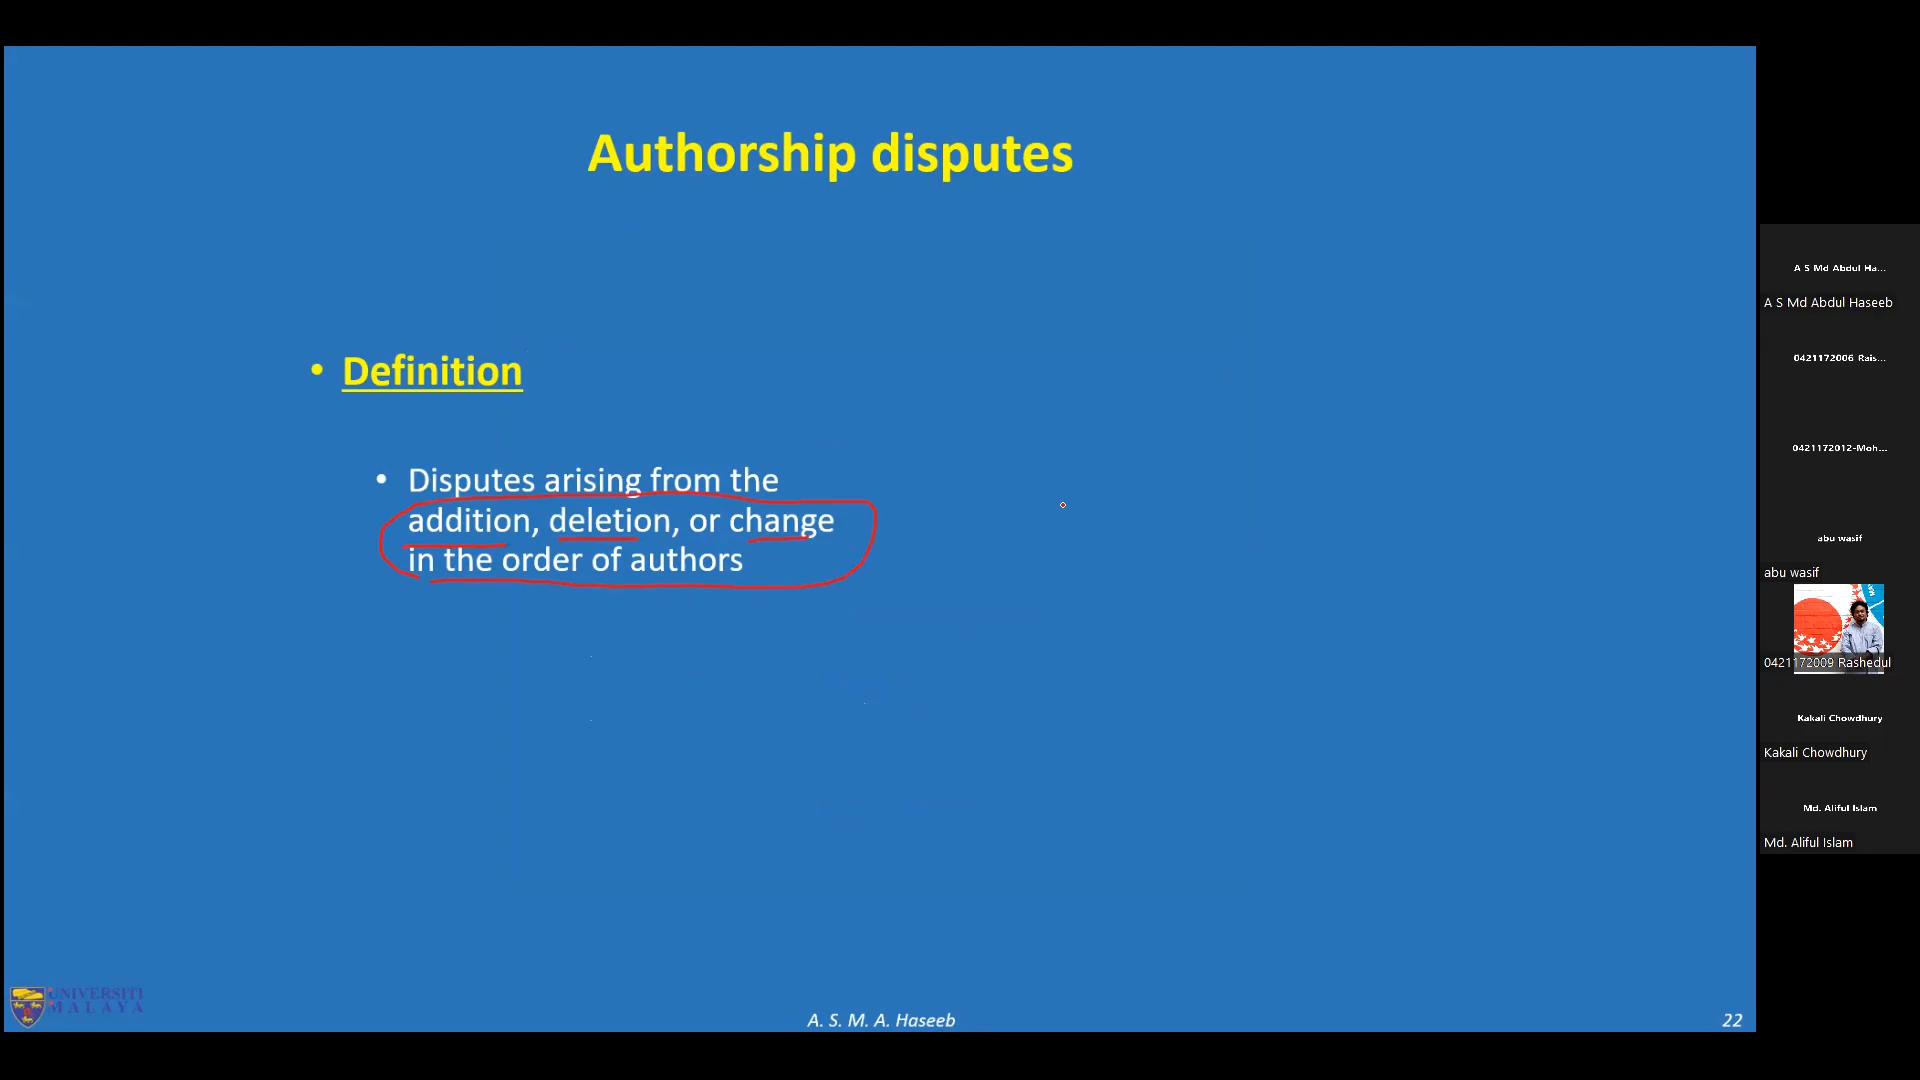 Authorship disputes
• Definition
• Disputes arising from the
addition, deletion, or change
in the order of authors
UNIVERSITI
MALAYA
A. S. M. A. Haseeb
22
A S Md Abdul Ha...
A S Md Abdul Haseeb
0421172006 Rais...
0421172012-Moh...
abu wasif
abu wasif
0421172009 Rashedul
Kakali Chowdhury
Kakali Chowdhury
Md. Aliful Islam
Md. Aliful Islam